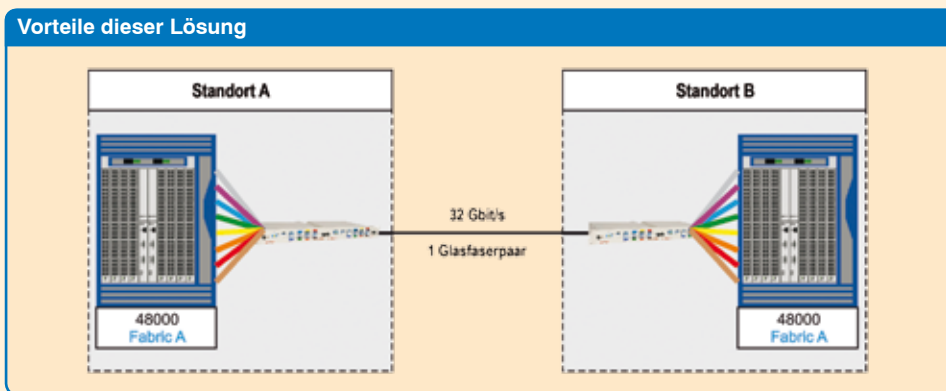 Vorteile dieser Lösung
Standort A
Standort B
32 Gbit/s
1 Glasfaserpaar
48000
Fabric A
48000
Fabric A